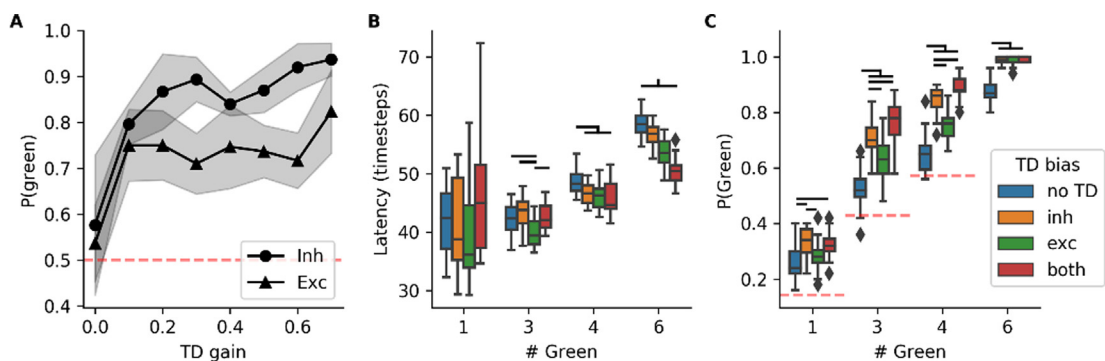 A
P(green)
1.0
0.9
0.8
0.7
0.6
0.5
0.4
0.0
0.2
0.4
0.6
TD gain
Inh
Exc
B
Latency (timesteps)
70
60
50
40
30
1
3
4
6
# Green
C
P(Green)
1.0
0.8
0.6
0.4
0.2
1
3
4
6
# Green
TD bias
no TD
inh
exc
both